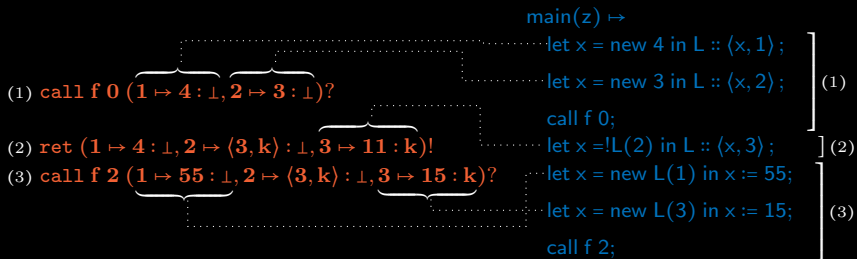 main(z) ↦
let x = new 4 in L :: ⟨x, 1⟩ ;
let x = new 3 in L :: ⟨x, 2⟩ ;
(1) call f 0 (1 ↦ 4 : ⊥, 2 ↦ 3 : ⊥)?
(1)
call f 0;
(2) ret (1 ↦ 4 : ⊥, 2 ↦ ⟨3, k⟩ : ⊥, 3 ↦ 11 : k)!
let x =!L(2) in L :: ⟨x, 3⟩ ;
(2)
(3) call f 2 (1 ↦ 55 : ⊥, 2 ↦ ⟨3, k⟩ : ⊥, 3 ↦ 15 : k)?
let x = new L(1) in x := 55;
let x = new L(3) in x := 15;
(3)
call f 2;